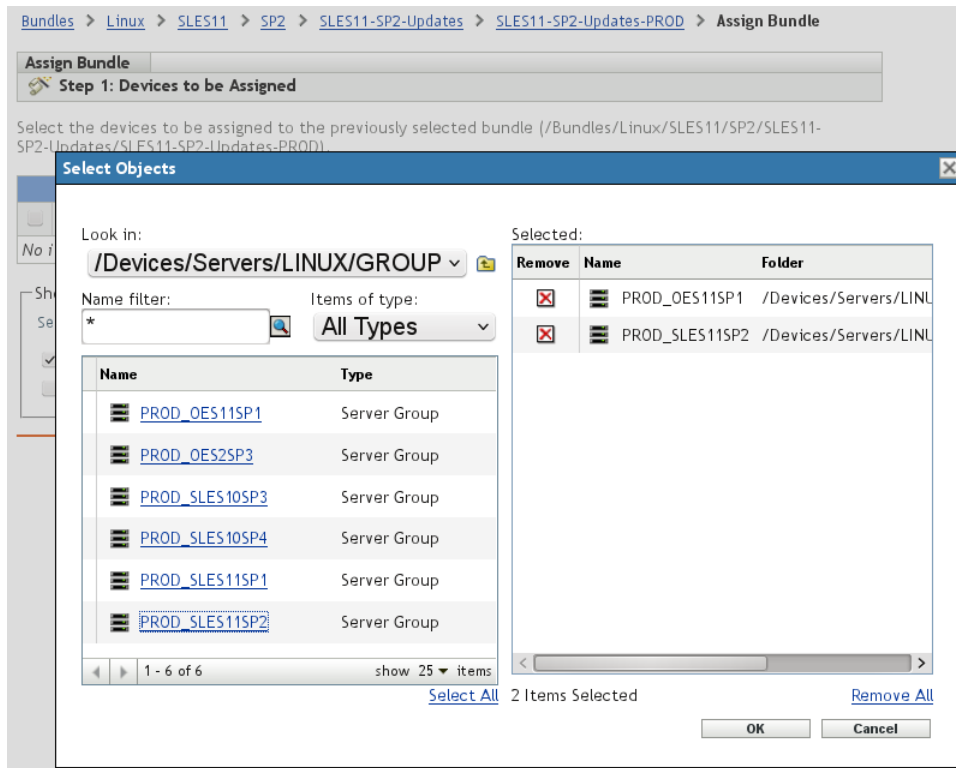 Bundles > Linux > SLES11 > SP2 > SLES11-SP2-Updates > SLES11-SP2-Updates-PROD > Assign Bundle
Assign Bundle
Step 1: Devices to be Assigned
Select the devices to be assigned to the previously selected bundle (/Bundles/Linux/SLES11/SP2/SLES11-
SP2-Updates/SLES11-SP2-Updates-PROD).
Select Objects
No i
Sh
Se
Look in:
/Devices/Servers/LINUX/GROUP
Name filter: Items of type:
* All Types
Name Type
PROD_OES11SP1 Server Group
PROD_OES2SP3 Server Group
PROD_SLES10SP3 Server Group
PROD_SLES10SP4 Server Group
PROD_SLES11SP1 Server Group
PROD_SLES11SP2 Server Group
1 - 6 of 6 show 25 items
Select All
Selected:
Remove Name Folder
PROD_OES11SP1 /Devices/Servers/LINU
PROD_SLES11SP2 /Devices/Servers/LINU
2 Items Selected Remove All
OK Cancel